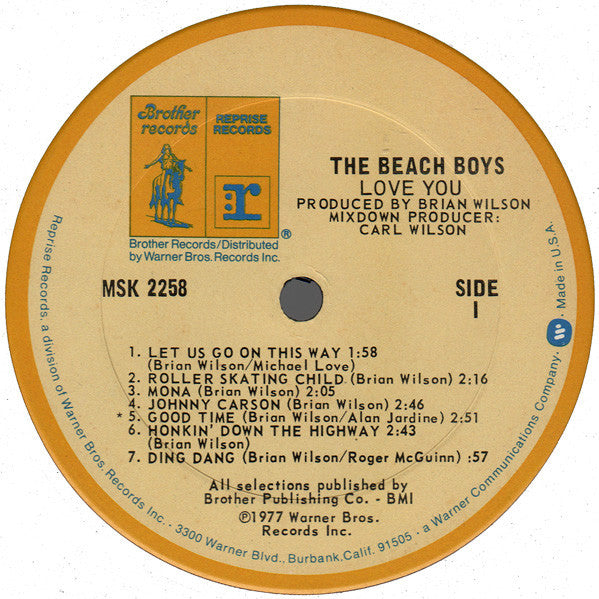 Brother
records
REPRISE
RECORDS
r
®
Brother Records/Distributed
by Warner Bros. Records Inc.
THE BEACH BOYS
LOVE YOU
PRODUCED BY BRIAN WILSON
MIXDOWN PRODUCER:
CARL WILSON
MSK 2258
SIDE
1
1. LET US GO ON THIS WAY 1:58
(Brian Wilson/Michael Love)
2. ROLLER SKATING CHILD (Brian Wilson) 2:16
3. MONA (Brian Wilson) 2:05
4. JOHNNY CARSON (Brian Wilson) 2:46
*5. GOOD TIME (Brian Wilson/Alan Jardine) 2:51
6. HONKIN' DOWN THE HIGHWAY 2:43
(Brian Wilson)
7. DING DANG (Brian Wilson/Roger McGuinn) :57
All selections published by
Brother Publishing Co. - BMI
℗1977 Warner Bros.
Records Inc.
Reprise Records, a division of Warner Bros. Records Inc. · 3300 Warner Blvd., Burbank, Calif. 91505 · a Warner Communications Company · Made in U.S.A.